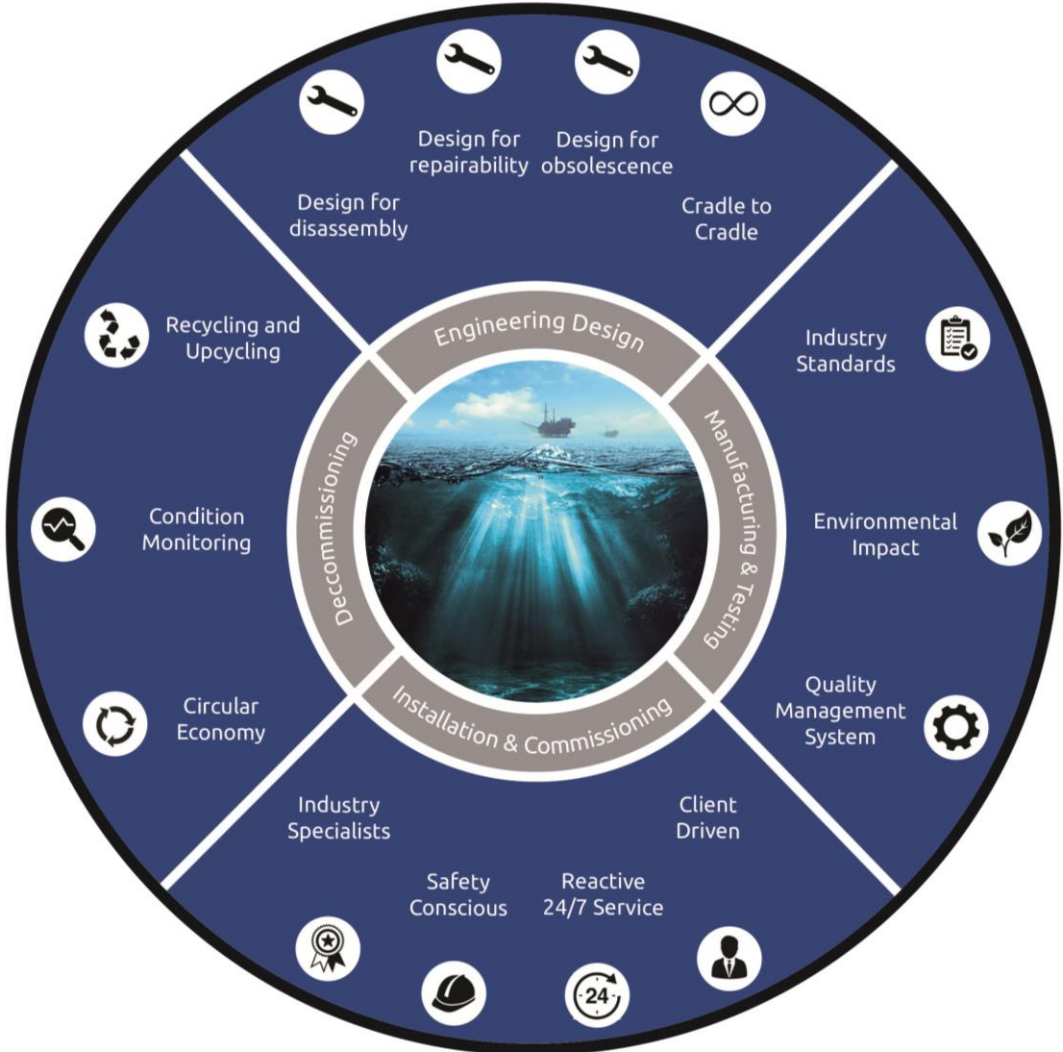 Design for
repairability
Design for
obsolescence
Design for
disassembly
Cradle to
Cradle
Engineering Design
Recycling and
Upcycling
Industry
Standards
Deccommissioning
Manufacturing & Testing
Condition
Monitoring
Environmental
Impact
Circular
Economy
Quality
Management
System
Installation & Commissioning
Industry
Specialists
Client
Driven
Safety
Conscious
Reactive
24/7 Service
24